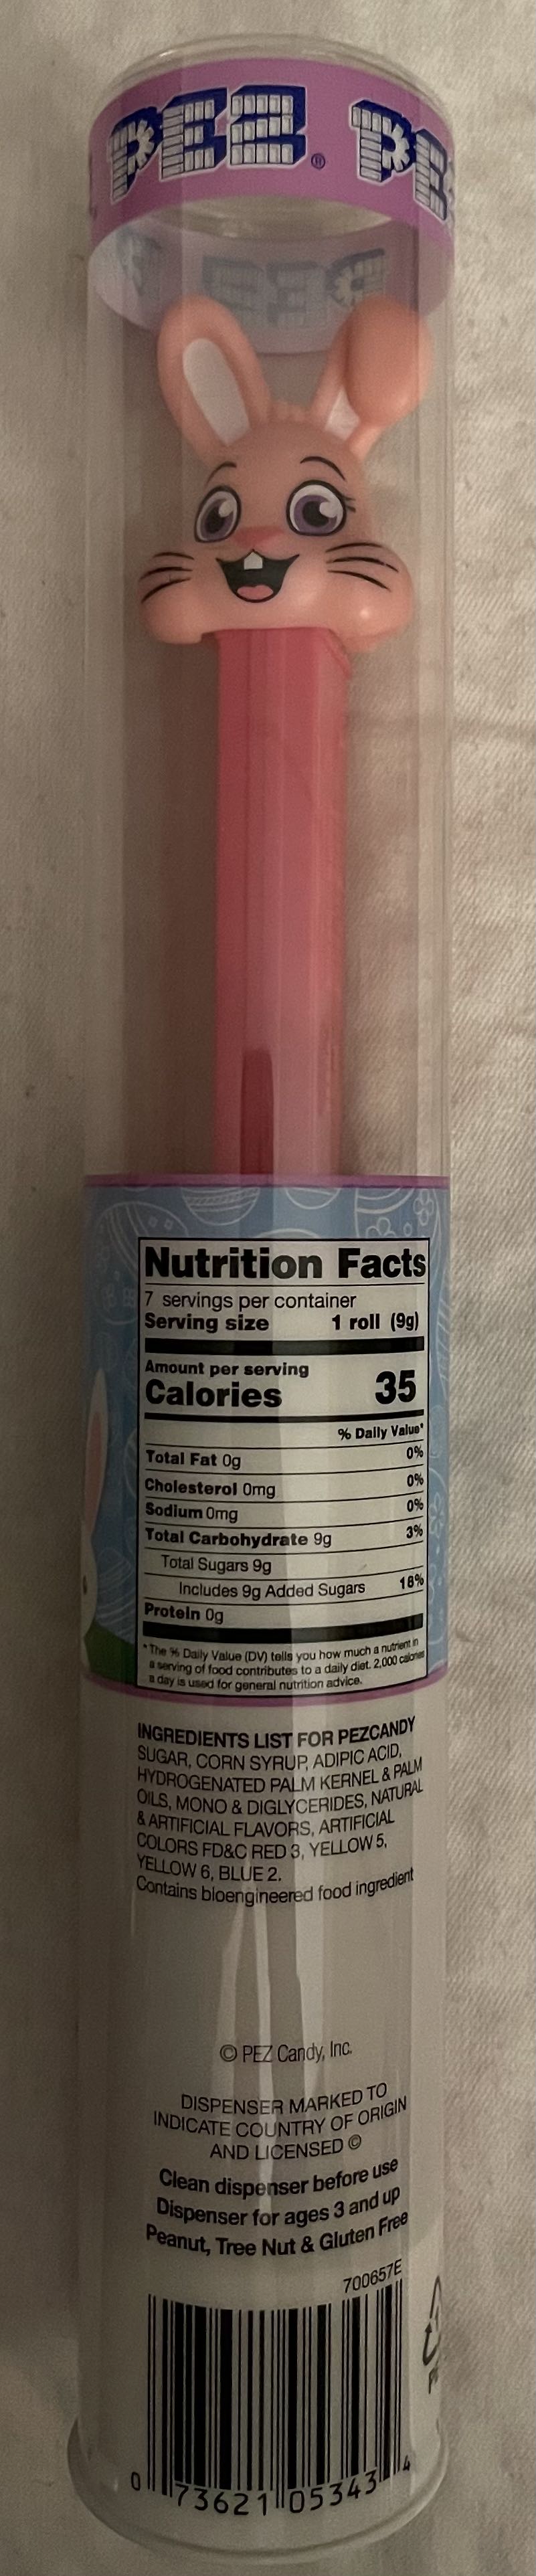 PEZ® PEZ
PEZ
Nutrition Facts
7 servings per container
Serving size 1 roll (9g)
Amount per serving
Calories 35
% Daily Value*
Total Fat 0g 0%
Cholesterol 0mg 0%
Sodium 0mg 0%
Total Carbohydrate 9g 3%
Total Sugars 9g
Includes 9g Added Sugars 18%
Protein 0g
*The % Daily Value (DV) tells you how much a nutrient in
a serving of food contributes to a daily diet. 2,000 calories
a day is used for general nutrition advice.
INGREDIENTS LIST FOR PEZCANDY
SUGAR, CORN SYRUP, ADIPIC ACID,
HYDROGENATED PALM KERNEL & PALM
OILS, MONO & DIGLYCERIDES, NATURAL
& ARTIFICIAL FLAVORS, ARTIFICIAL
COLORS FD&C RED 3, YELLOW 5,
YELLOW 6, BLUE 2.
Contains bioengineered food ingredient
© PEZ Candy, Inc.
DISPENSER MARKED TO
INDICATE COUNTRY OF ORIGIN
AND LICENSED ©
Clean dispenser before use
Dispenser for ages 3 and up
Peanut, Tree Nut & Gluten Free
700657E
0 73621 05343 4